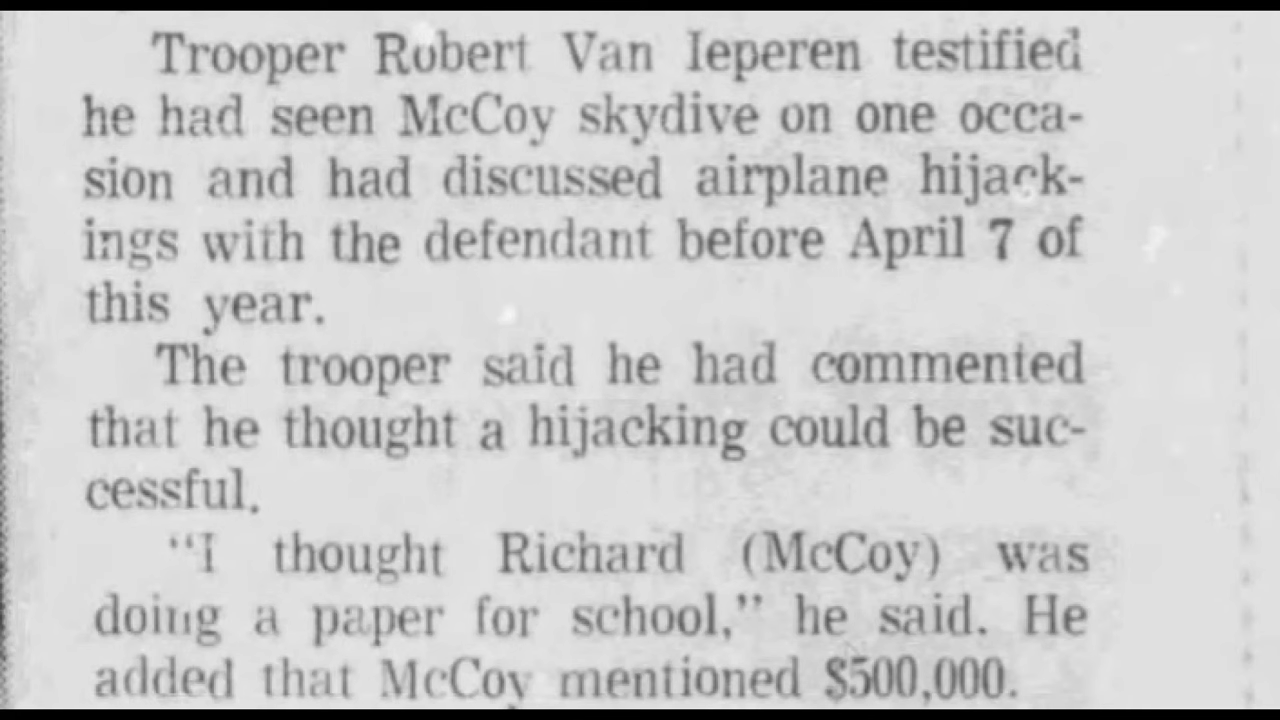 Trooper Robert Van Ieperen testified
he had seen McCoy skydive on one occa-
sion and had discussed airplane hijack-
ings with the defendant before April 7 of
this year.
The trooper said he had commented
that he thought a hijacking could be suc-
cessful.
"I thought Richard (McCoy) was
doing a paper for school," he said. He
added that McCoy mentioned $500,000.